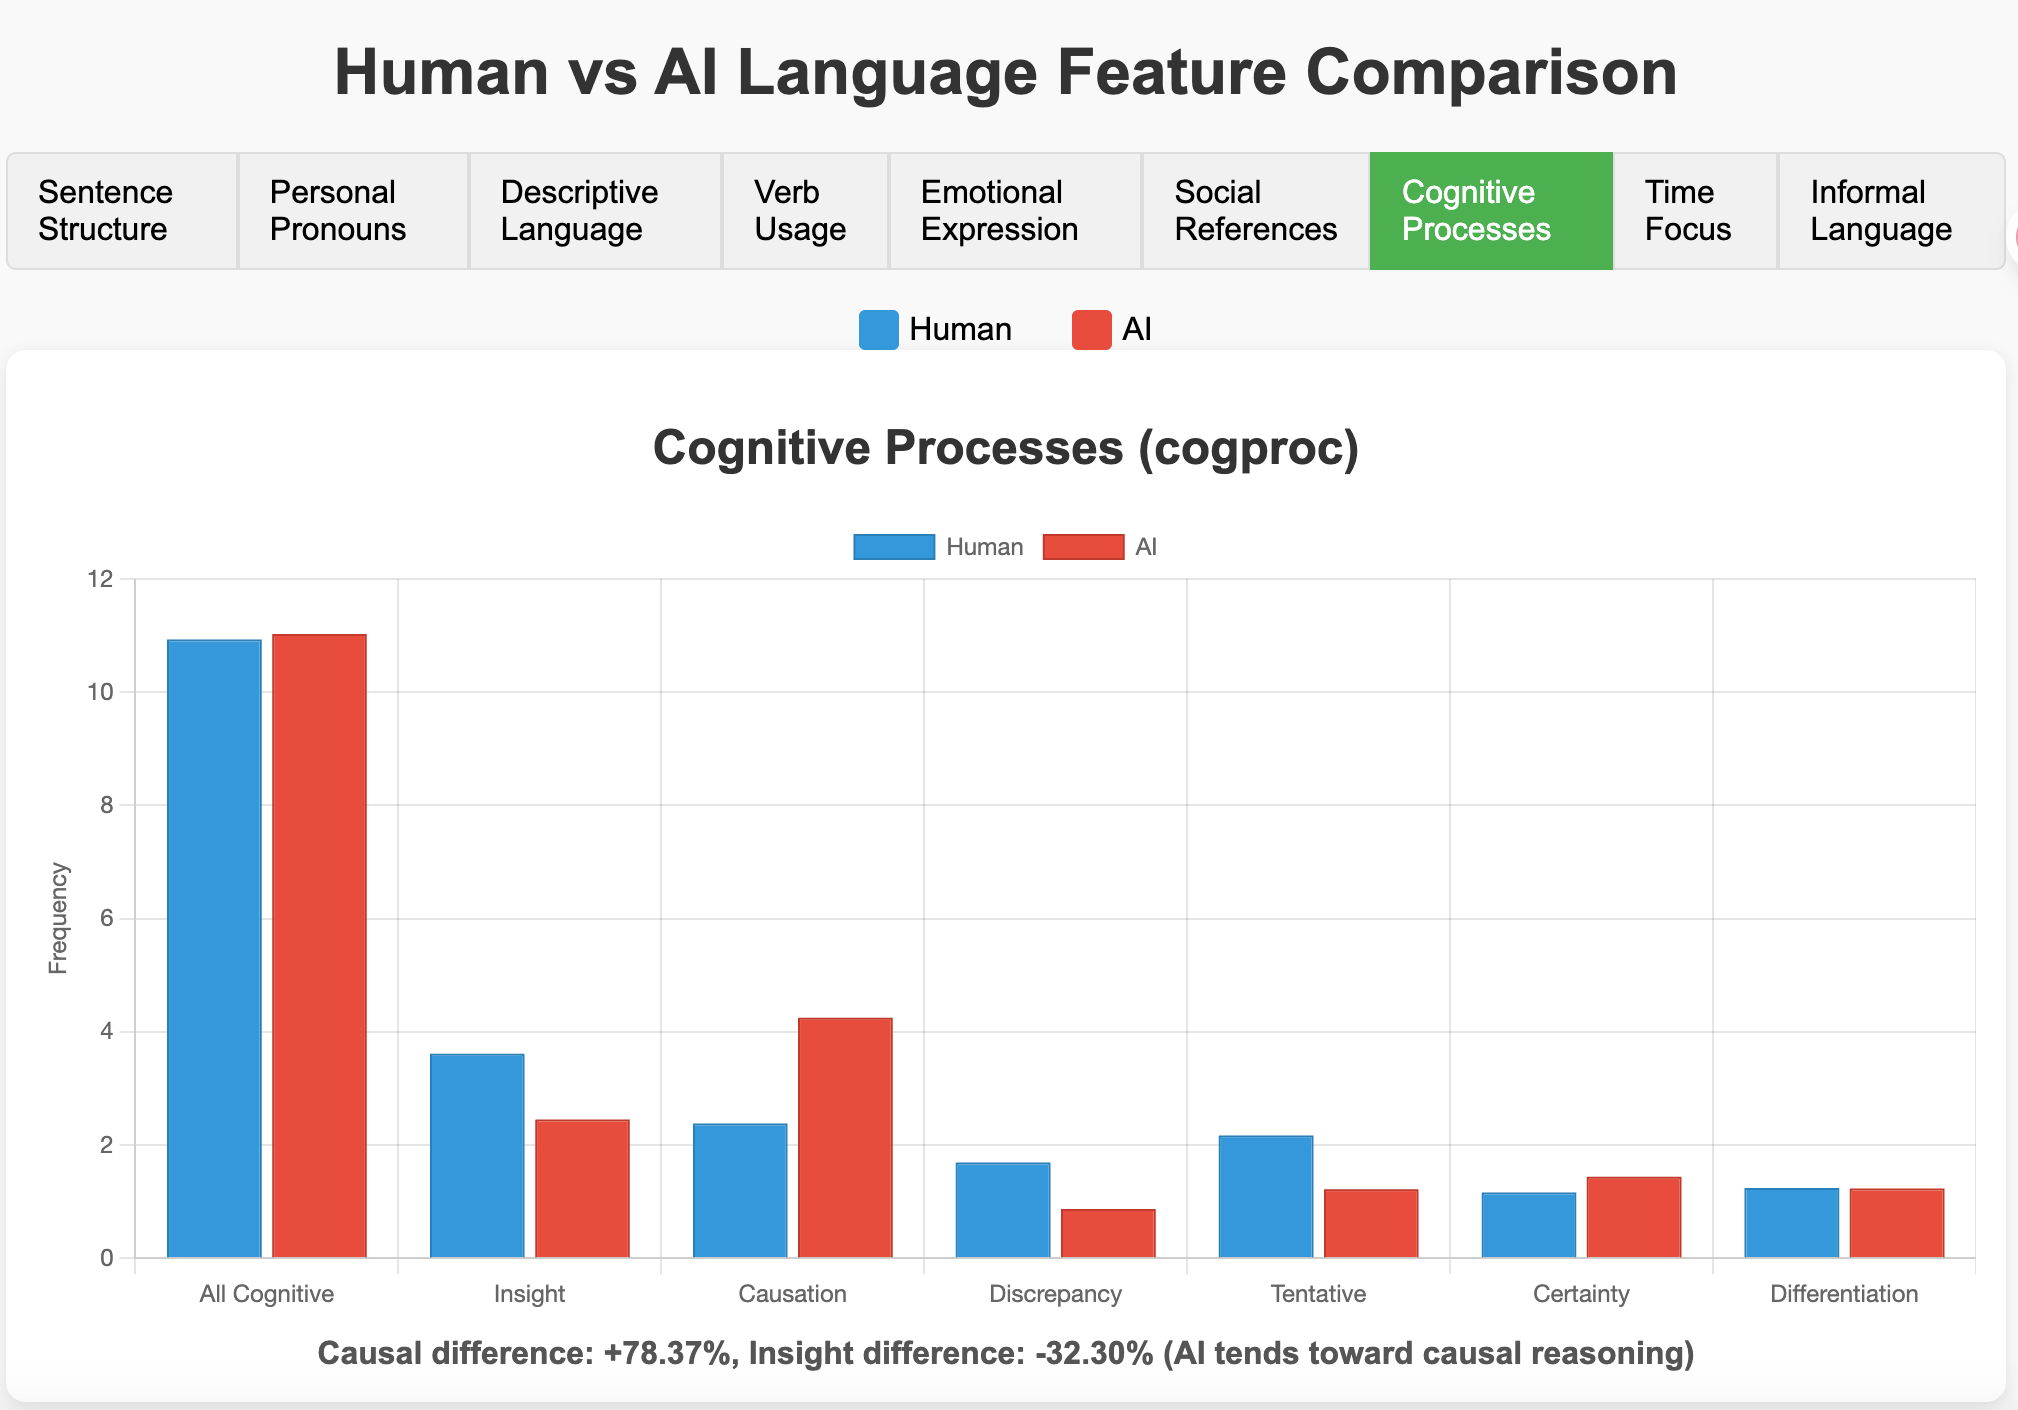 Human vs AI Language Feature Comparison
Sentence
Structure
Personal
Pronouns
Descriptive
Language
Verb
Usage
Emotional
Expression
Social
References
Cognitive
Processes
Time
Focus
Informal
Language
Human
AI
Cognitive Processes (cogproc)
Human
AI
12
10
8
6
4
2
0
Frequency
All Cognitive
Insight
Causation
Discrepancy
Tentative
Certainty
Differentiation
Causal difference: +78.37%, Insight difference: -32.30% (AI tends toward causal reasoning)